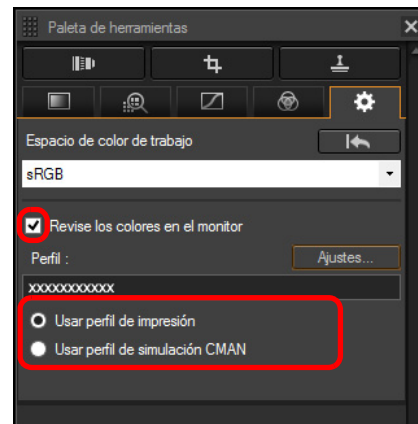 Paleta de herramientas
Espacio de color de trabajo
sRGB
Revise los colores en el monitor
Perfil :
Ajustes...
xxxxxxxxxxx
Usar perfil de impresión
Usar perfil de simulación CMAN